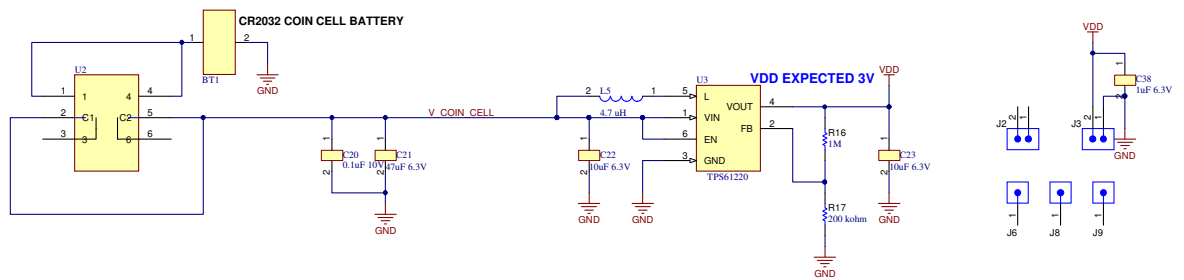 CR2032 COIN CELL BATTERY
1
2
BT1
GND
U2
1
1
4
4
2
C1
C2
5
3
3
6
6
V_COIN_CELL
1
C20
0.1uF 10V
2
1
C21
47uF 6.3V
2
GND
2
L5
1
4.7 uH
1
C22
10uF 6.3V
2
GND
GND
U3
VDD EXPECTED 3V
5
L
1
VIN
6
EN
3
GND
VOUT
4
FB
2
TPS61220
R16
1M
R17
200 kohm
GND
VDD
1
C23
10uF 6.3V
2
GND
VDD
1
C38
1uF 6.3V
2
GND
J2
2
1
J3
2
1
J6
1
J8
1
J9
1